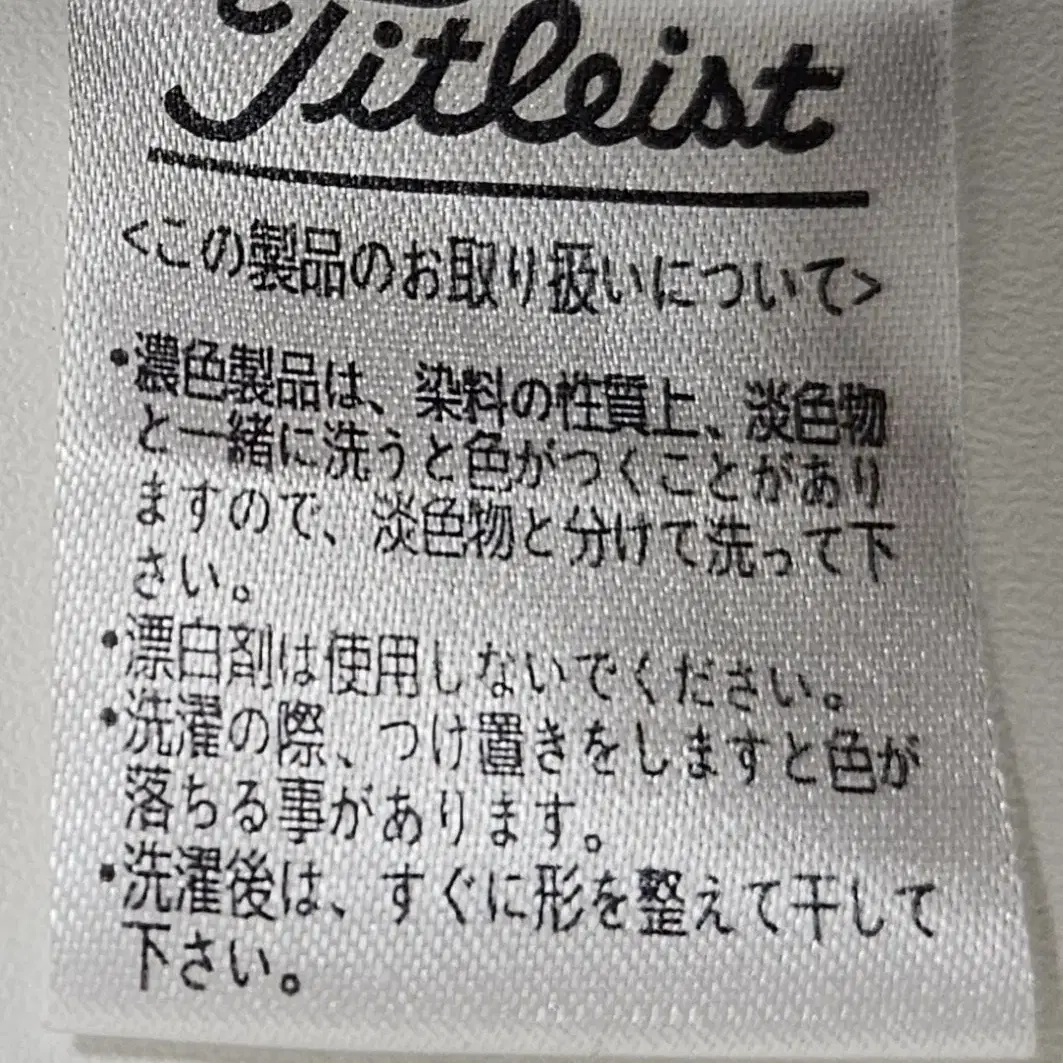 Titleist
<この製品のお取り扱いについて>
•濃色製品は、染料の性質上、淡色物
と一緒に洗うと色がつくことがあり
ますので、淡色物と分けて洗って下
さい。
•漂白剤は使用しないでください。
•洗濯の際、つけ置きをしますと色が
落ちる事があります。
•洗濯後は、すぐに形を整えて干して
下さい。